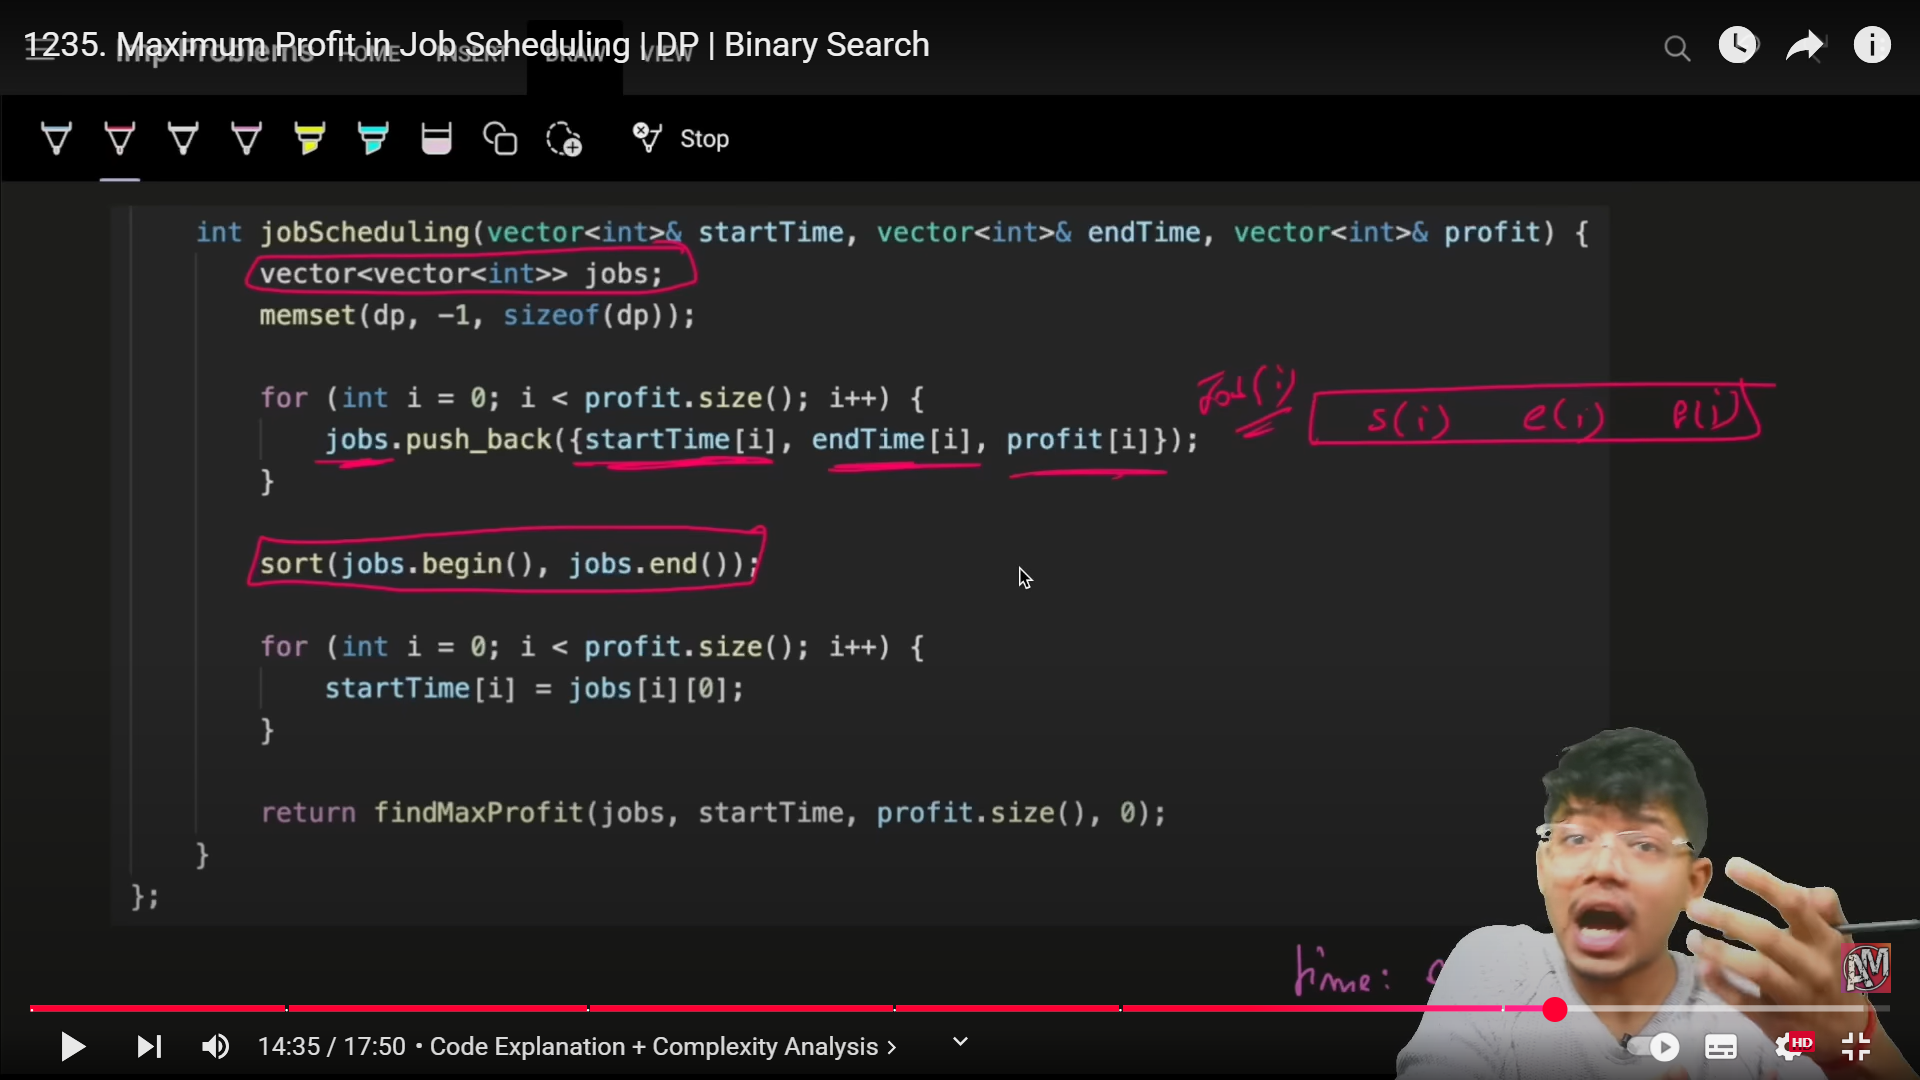 1235. Maximum Profit in Job Scheduling | DP | Binary Search
Imp Problems HOME INSERT DRAW VIEW
Stop
int jobScheduling(vector<int>& startTime, vector<int>& endTime, vector<int>& profit) {
vector<vector<int>> jobs;
memset(dp, -1, sizeof(dp));
for (int i = 0; i < profit.size(); i++) {
jobs.push_back({startTime[i], endTime[i], profit[i]});
Job(i) s(i) e(i) P(i)
}
sort(jobs.begin(), jobs.end());
for (int i = 0; i < profit.size(); i++) {
startTime[i] = jobs[i][0];
}
return findMaxProfit(jobs, startTime, profit.size(), 0);
}
};
time:
AM
14:35 / 17:50 • Code Explanation + Complexity Analysis >
HD